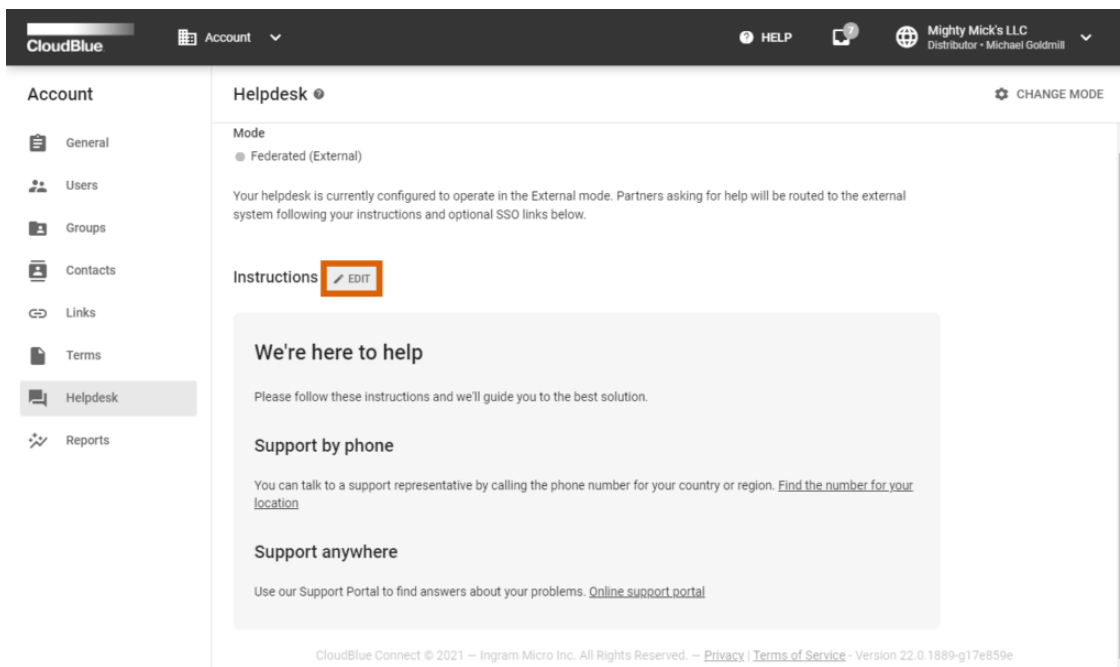 CloudBlue
Account
HELP
7
Mighty Mick's LLC
Distributor • Michael Goldmill
Account
General
Users
Groups
Contacts
Links
Terms
Helpdesk
Reports
Helpdesk
CHANGE MODE
Mode
Federated (External)
Your helpdesk is currently configured to operate in the External mode. Partners asking for help will be routed to the external
system following your instructions and optional SSO links below.
Instructions EDIT
We're here to help
Please follow these instructions and we'll guide you to the best solution.
Support by phone
You can talk to a support representative by calling the phone number for your country or region. Find the number for your
location
Support anywhere
Use our Support Portal to find answers about your problems. Online support portal
CloudBlue Connect © 2021 — Ingram Micro Inc. All Rights Reserved. — Privacy | Terms of Service - Version 22.0.1889-g17e859e